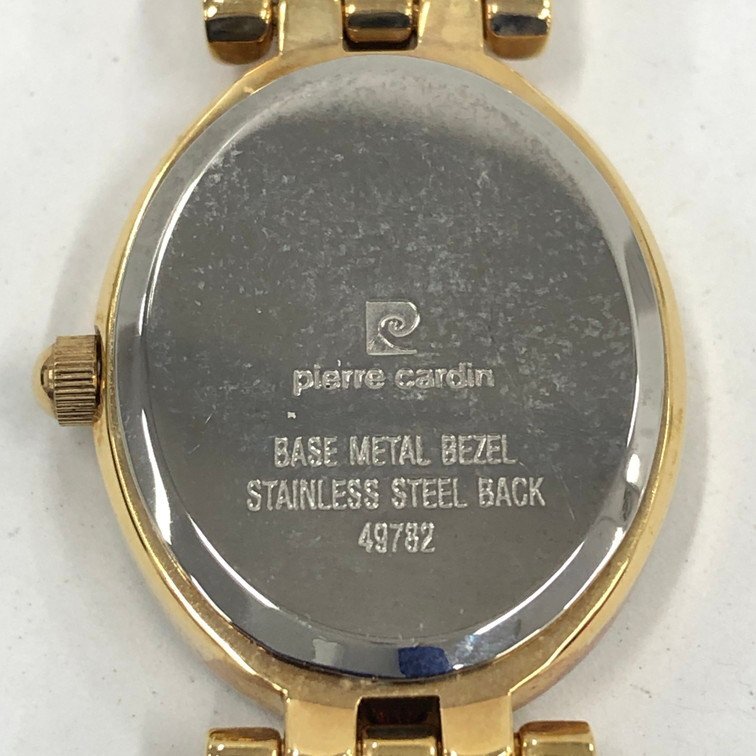 pierre cardin
BASE METAL BEZEL
STAINLESS STEEL BACK
49782